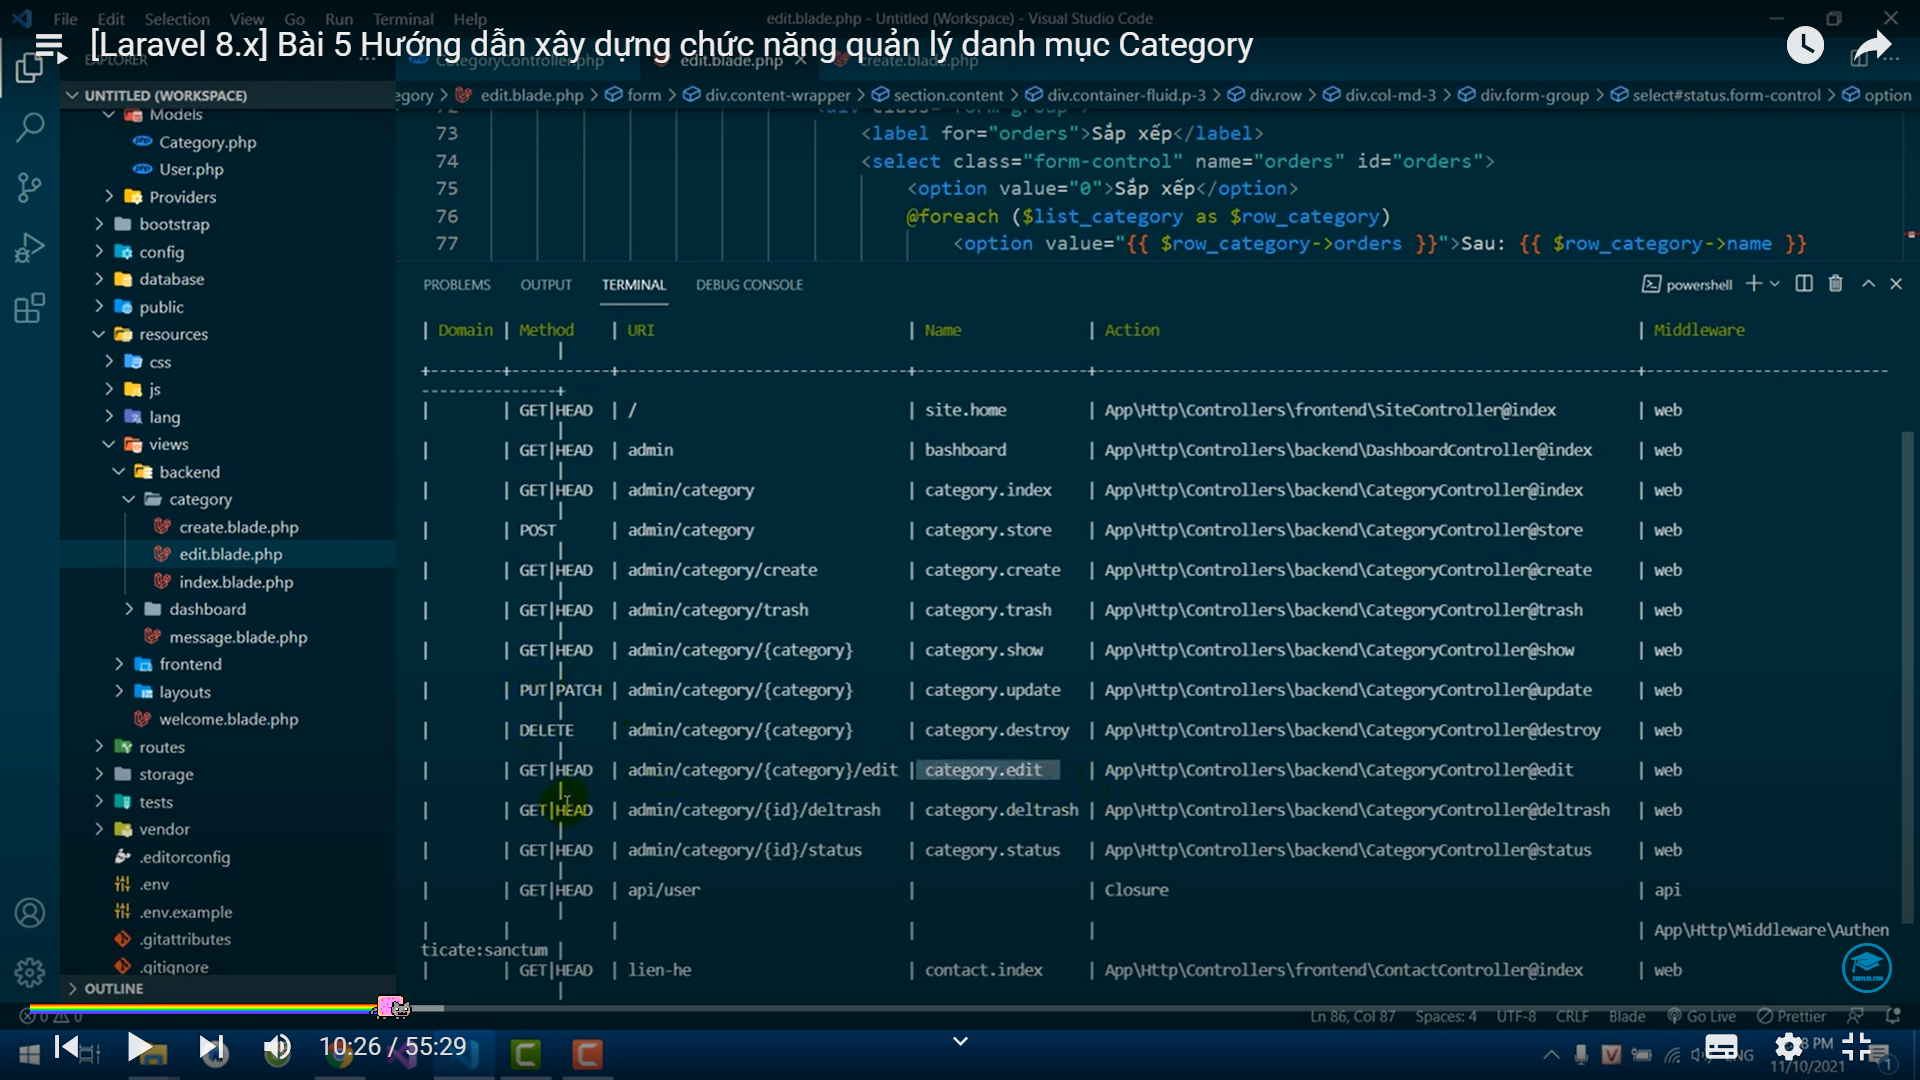 File Edit Selection View Go Run Terminal Help
edit.blade.php - Untitled (Workspace) - Visual Studio Code
[Laravel 8.x] Bài 5 Hướng dẫn xây dựng chức năng quản lý danh mục Category
EXPLORER
CategoryController.php edit.blade.php create.blade.php
UNTITLED (WORKSPACE)
egory > edit.blade.php > form > div.content-wrapper > section.content > div.container-fluid.p-3 > div.row > div.col-md-3 > div.form-group > select#status.form-control > option
Models
Category.php
User.php
Providers
bootstrap
config
database
public
resources
css
js
lang
views
backend
category
create.blade.php
edit.blade.php
index.blade.php
dashboard
message.blade.php
frontend
layouts
welcome.blade.php
routes
storage
tests
vendor
.editorconfig
.env
.env.example
.gitattributes
.gitignore
OUTLINE
73 <label for="orders">Sắp xếp</label>
74 <select class="form-control" name="orders" id="orders">
75 <option value="0">Sắp xếp</option>
76 @foreach ($list_category as $row_category)
77 <option value="{{ $row_category->orders }}">Sau: {{ $row_category->name }}
PROBLEMS OUTPUT TERMINAL DEBUG CONSOLE
powershell
| Domain | Method | URI | Name | Action | Middleware
| | GET|HEAD | / | site.home | App\Http\Controllers\frontend\SiteController@index | web
| | GET|HEAD | admin | bashboard | App\Http\Controllers\backend\DashboardController@index | web
| | GET|HEAD | admin/category | category.index | App\Http\Controllers\backend\CategoryController@index | web
| | POST | admin/category | category.store | App\Http\Controllers\backend\CategoryController@store | web
| | GET|HEAD | admin/category/create | category.create | App\Http\Controllers\backend\CategoryController@create | web
| | GET|HEAD | admin/category/trash | category.trash | App\Http\Controllers\backend\CategoryController@trash | web
| | GET|HEAD | admin/category/{category} | category.show | App\Http\Controllers\backend\CategoryController@show | web
| | PUT|PATCH | admin/category/{category} | category.update | App\Http\Controllers\backend\CategoryController@update | web
| | DELETE | admin/category/{category} | category.destroy | App\Http\Controllers\backend\CategoryController@destroy | web
| | GET|HEAD | admin/category/{category}/edit | category.edit | App\Http\Controllers\backend\CategoryController@edit | web
| | GET|HEAD | admin/category/{id}/deltrash | category.deltrash | App\Http\Controllers\backend\CategoryController@deltrash | web
| | GET|HEAD | admin/category/{id}/status | category.status | App\Http\Controllers\backend\CategoryController@status | web
| | GET|HEAD | api/user | | Closure | api
| | | | | | App\Http\Middleware\Authen
ticate:sanctum |
| | GET|HEAD | lien-he | contact.index | App\Http\Controllers\frontend\ContactController@index | web
Ln 86, Col 87 Spaces: 4 UTF-8 CRLF Blade Go Live Prettier
10:26 / 55:29
11/10/2021